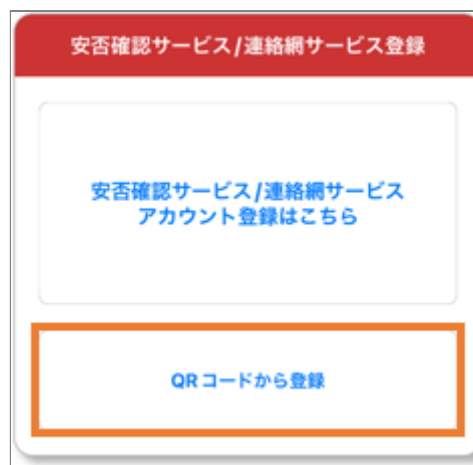 安否確認サービス/連絡網サービス登録
安否確認サービス/連絡網サービス
アカウント登録はこちら
QRコードから登録